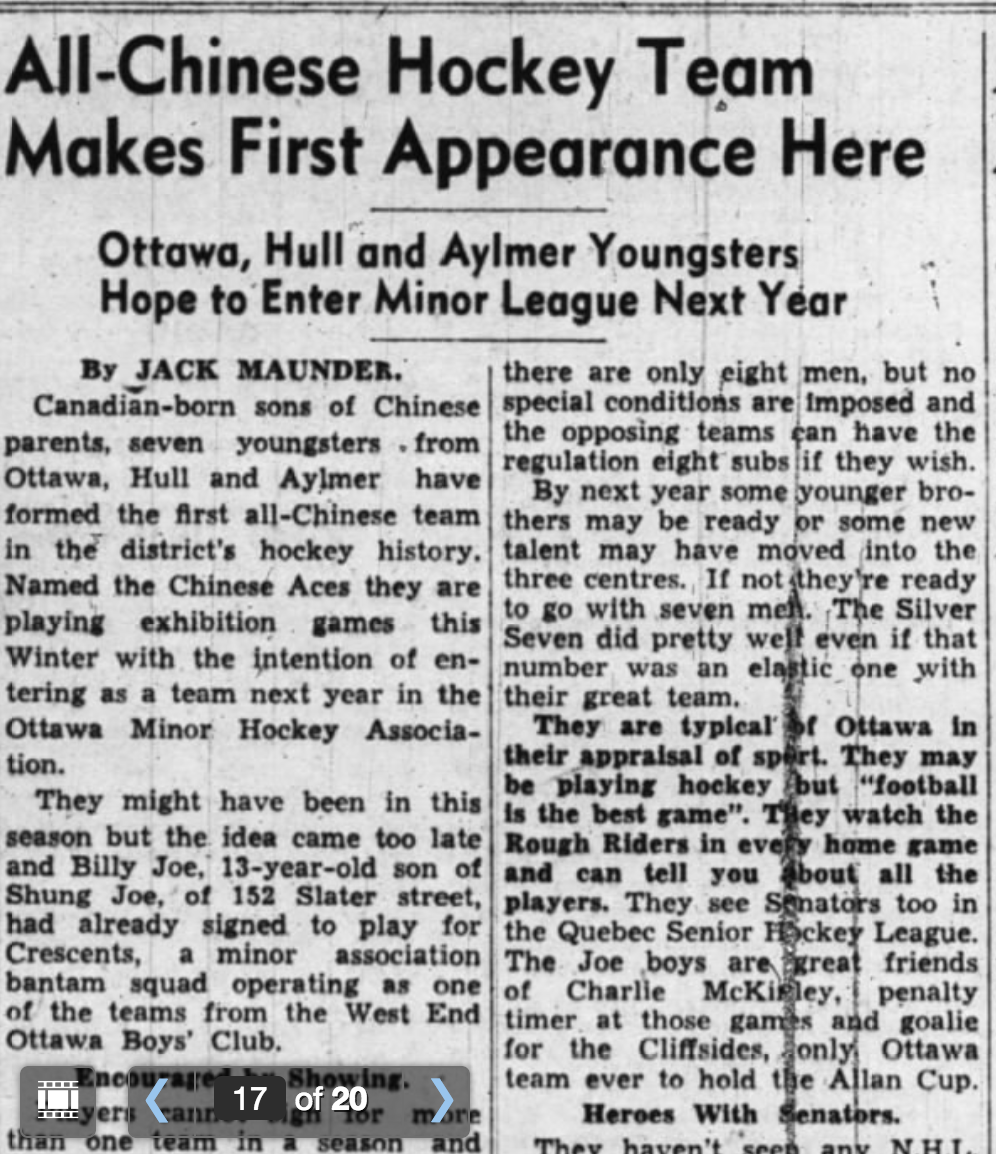 All-Chinese Hockey Team
Makes First Appearance Here
Ottawa, Hull and Aylmer Youngsters
Hope to Enter Minor League Next Year
By JACK MAUNDER.
Canadian-born sons of Chinese
parents, seven youngsters from
Ottawa, Hull and Aylmer have
formed the first all-Chinese team
in the district's hockey history.
Named the Chinese Aces they are
playing exhibition games this
Winter with the intention of en-
tering as a team next year in the
Ottawa Minor Hockey Associa-
tion.
They might have been in this
season but the idea came too late
and Billy Joe, 13-year-old son of
Shung Joe, of 152 Slater street,
had already signed to play for
Crescents, a minor association
bantam squad operating as one
of the teams from the West End
Ottawa Boys' Club.
Encouraged by Showing.
Players cannot sign for more
than one team in a season and
there are only eight men, but no
special conditions are imposed and
the opposing teams can have the
regulation eight subs if they wish.
By next year some younger bro-
thers may be ready or some new
talent may have moved into the
three centres. If not they're ready
to go with seven men. The Silver
Seven did pretty well even if that
number was an elastic one with
their great team.
They are typical of Ottawa in
their appraisal of sport. They may
be playing hockey but "football
is the best game". They watch the
Rough Riders in every home game
and can tell you about all the
players. They see Senators too in
the Quebec Senior Hockey League.
The Joe boys are great friends
of Charlie McKinley, penalty
timer at those games and goalie
for the Cliffsides, only Ottawa
team ever to hold the Allan Cup.
Heroes With Senators.
They haven't seen any N.H.L.
17 of 20